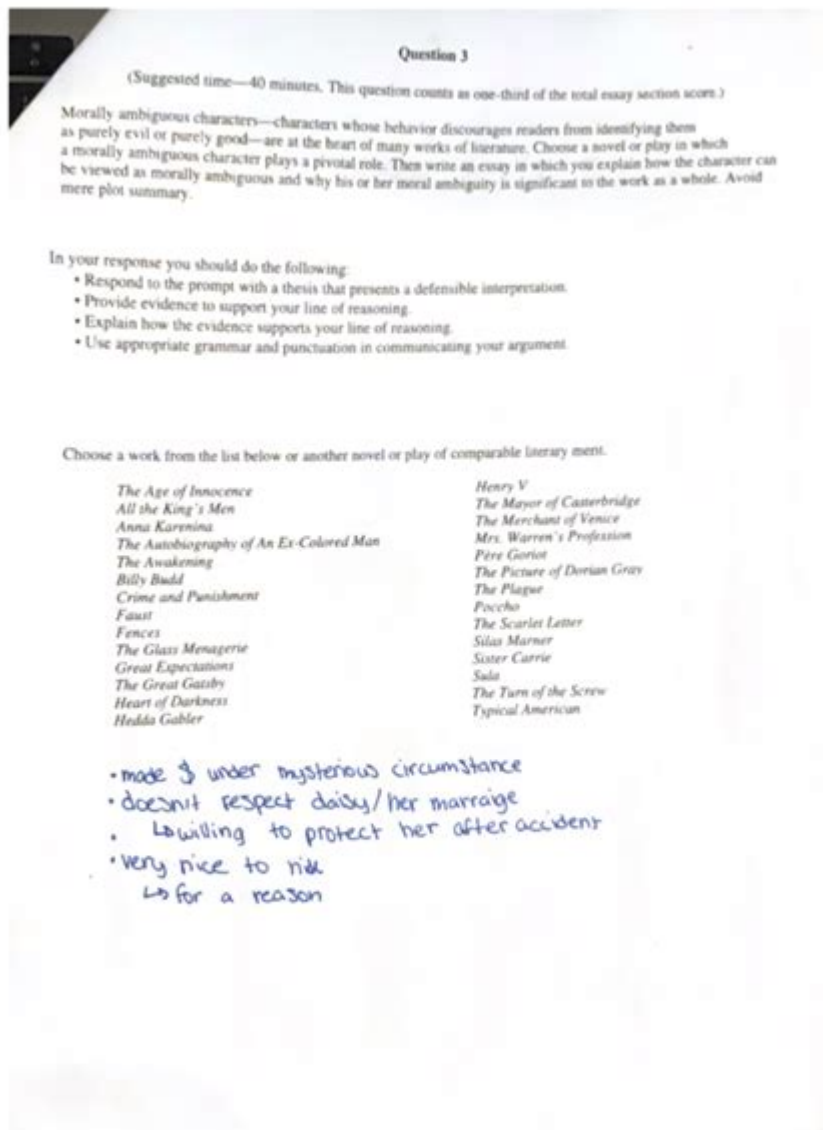 Question 3
(Suggested time—40 minutes. This question counts as one-third of the total essay section score.)
Morally ambiguous characters—characters whose behavior discourages readers from identifying them
as purely evil or purely good—are at the heart of many works of literature. Choose a novel or play in which
a morally ambiguous character plays a pivotal role. Then write an essay in which you explain how the character can
be viewed as morally ambiguous and why his or her moral ambiguity is significant to the work as a whole. Avoid
mere plot summary.
In your response you should do the following:
• Respond to the prompt with a thesis that presents a defensible interpretation.
• Provide evidence to support your line of reasoning.
• Explain how the evidence supports your line of reasoning.
• Use appropriate grammar and punctuation in communicating your argument.
Choose a work from the list below or another novel or play of comparable literary merit.
The Age of Innocence
All the King's Men
Anna Karenina
The Autobiography of An Ex-Colored Man
The Awakening
Billy Budd
Crime and Punishment
Faust
Fences
The Glass Menagerie
Great Expectations
The Great Gatsby
Heart of Darkness
Hedda Gabler
Henry V
The Mayor of Casterbridge
The Merchant of Venice
Mrs. Warren's Profession
Père Goriot
The Picture of Dorian Gray
The Plague
Pocho
The Scarlet Letter
Silas Marner
Sister Carrie
Sula
The Turn of the Screw
Typical American
• made $ under mysterious circumstance
• doesn't respect daisy/her marraige
• ↳ willing to protect her after accident
• very nice to nick
↳ for a reason